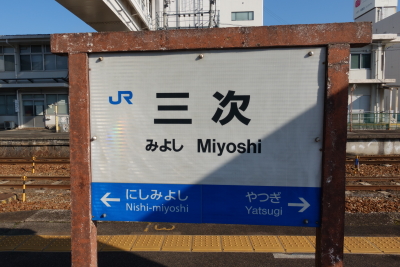 JR 三次
みよし Miyoshi
← にしみよし やつぎ →
Nishi-miyoshi Yatsugi